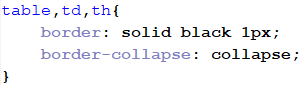 table,td,th{
border: solid black 1px;
border-collapse: collapse;
}